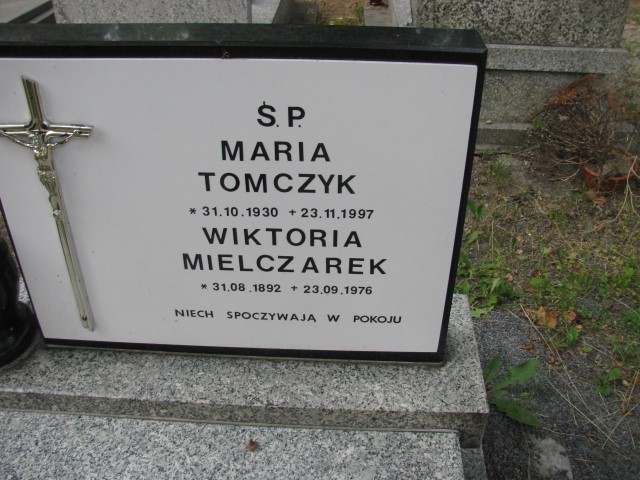 Ś.P.
MARIA
TOMCZYK
* 31.10.1930 + 23.11.1997
WIKTORIA
MIELCZAREK
* 31.08.1892 + 23.09.1976
NIECH SPOCZYWAJĄ W POKOJU